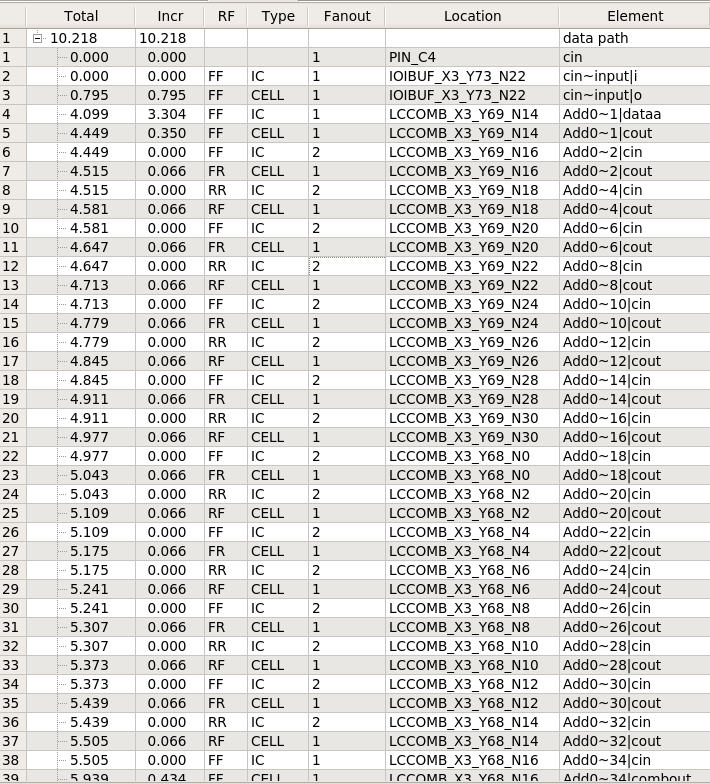 Total Incr RF Type Fanout Location Element
1 10.218 10.218 data path
1 0.000 0.000 1 PIN_C4 cin
2 0.000 0.000 FF IC 1 IOIBUF_X3_Y73_N22 cin~input|i
3 0.795 0.795 FF CELL 1 IOIBUF_X3_Y73_N22 cin~input|o
4 4.099 3.304 FF IC 1 LCCOMB_X3_Y69_N14 Add0~1|dataa
5 4.449 0.350 FF CELL 1 LCCOMB_X3_Y69_N14 Add0~1|cout
6 4.449 0.000 FF IC 2 LCCOMB_X3_Y69_N16 Add0~2|cin
7 4.515 0.066 FR CELL 1 LCCOMB_X3_Y69_N16 Add0~2|cout
8 4.515 0.000 RR IC 2 LCCOMB_X3_Y69_N18 Add0~4|cin
9 4.581 0.066 RF CELL 1 LCCOMB_X3_Y69_N18 Add0~4|cout
10 4.581 0.000 FF IC 2 LCCOMB_X3_Y69_N20 Add0~6|cin
11 4.647 0.066 FR CELL 1 LCCOMB_X3_Y69_N20 Add0~6|cout
12 4.647 0.000 RR IC 2 LCCOMB_X3_Y69_N22 Add0~8|cin
13 4.713 0.066 RF CELL 1 LCCOMB_X3_Y69_N22 Add0~8|cout
14 4.713 0.000 FF IC 2 LCCOMB_X3_Y69_N24 Add0~10|cin
15 4.779 0.066 FR CELL 1 LCCOMB_X3_Y69_N24 Add0~10|cout
16 4.779 0.000 RR IC 2 LCCOMB_X3_Y69_N26 Add0~12|cin
17 4.845 0.066 RF CELL 1 LCCOMB_X3_Y69_N26 Add0~12|cout
18 4.845 0.000 FF IC 2 LCCOMB_X3_Y69_N28 Add0~14|cin
19 4.911 0.066 FR CELL 1 LCCOMB_X3_Y69_N28 Add0~14|cout
20 4.911 0.000 RR IC 2 LCCOMB_X3_Y69_N30 Add0~16|cin
21 4.977 0.066 RF CELL 1 LCCOMB_X3_Y69_N30 Add0~16|cout
22 4.977 0.000 FF IC 2 LCCOMB_X3_Y68_N0 Add0~18|cin
23 5.043 0.066 FR CELL 1 LCCOMB_X3_Y68_N0 Add0~18|cout
24 5.043 0.000 RR IC 2 LCCOMB_X3_Y68_N2 Add0~20|cin
25 5.109 0.066 RF CELL 1 LCCOMB_X3_Y68_N2 Add0~20|cout
26 5.109 0.000 FF IC 2 LCCOMB_X3_Y68_N4 Add0~22|cin
27 5.175 0.066 FR CELL 1 LCCOMB_X3_Y68_N4 Add0~22|cout
28 5.175 0.000 RR IC 2 LCCOMB_X3_Y68_N6 Add0~24|cin
29 5.241 0.066 RF CELL 1 LCCOMB_X3_Y68_N6 Add0~24|cout
30 5.241 0.000 FF IC 2 LCCOMB_X3_Y68_N8 Add0~26|cin
31 5.307 0.066 FR CELL 1 LCCOMB_X3_Y68_N8 Add0~26|cout
32 5.307 0.000 RR IC 2 LCCOMB_X3_Y68_N10 Add0~28|cin
33 5.373 0.066 RF CELL 1 LCCOMB_X3_Y68_N10 Add0~28|cout
34 5.373 0.000 FF IC 2 LCCOMB_X3_Y68_N12 Add0~30|cin
35 5.439 0.066 FR CELL 1 LCCOMB_X3_Y68_N12 Add0~30|cout
36 5.439 0.000 RR IC 2 LCCOMB_X3_Y68_N14 Add0~32|cin
37 5.505 0.066 RF CELL 1 LCCOMB_X3_Y68_N14 Add0~32|cout
38 5.505 0.000 FF IC 1 LCCOMB_X3_Y68_N16 Add0~34|cin
39 5.939 0.434 FF CELL 1 LCCOMB_X3_Y68_N16 Add0~34|combout